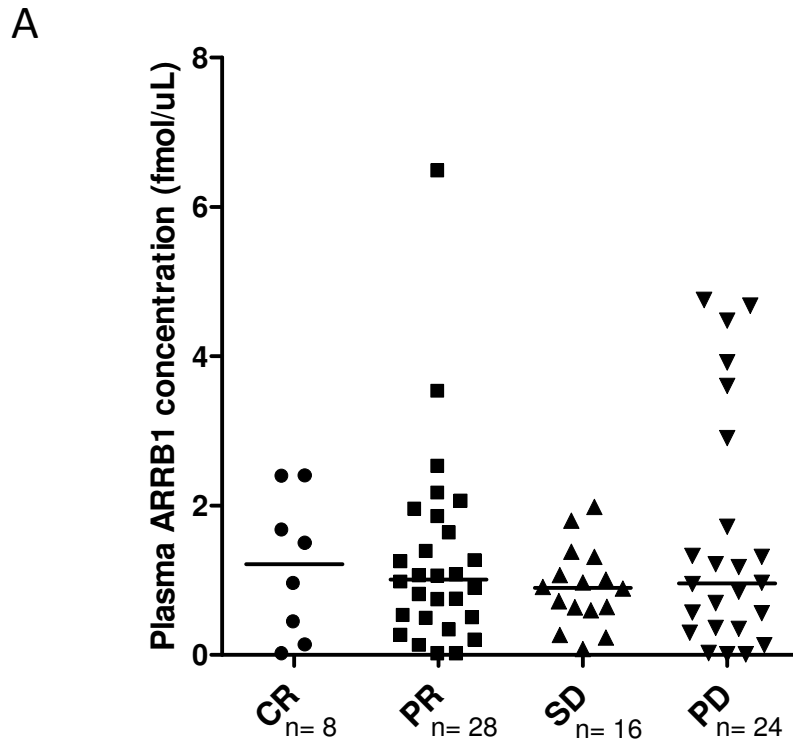 A
Plasma ARRB1 concentration (fmol/uL)
8
6
4
2
0
CR
n= 8
PR
n= 28
SD
n= 16
PD
n= 24